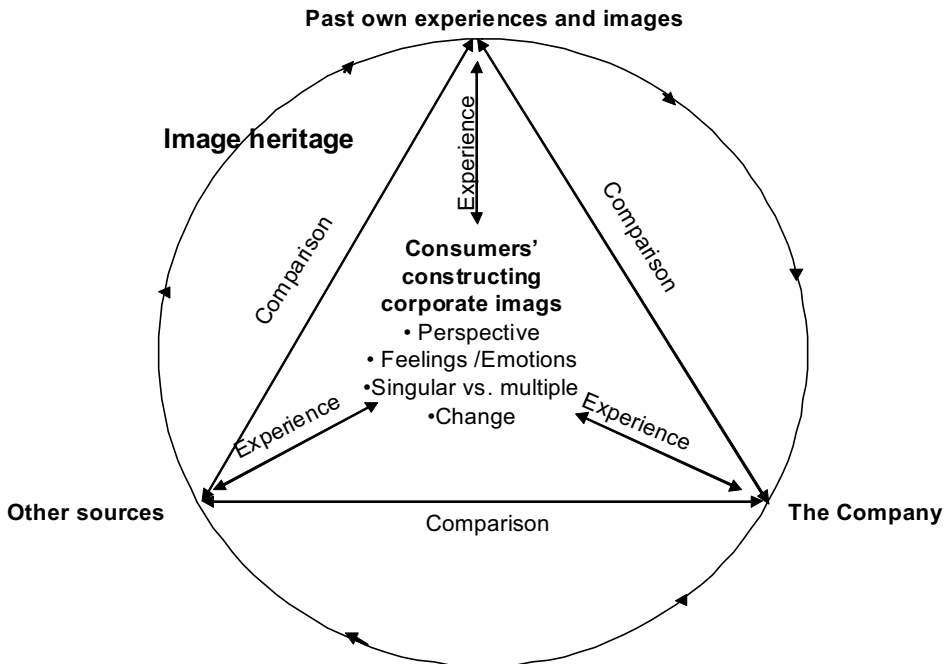 Past own experiences and images
Image heritage
Experience
Comparison
Comparison
Consumers’
constructing
corporate imags
• Perspective
• Feelings /Emotions
•Singular vs. multiple
•Change
Experience
Experience
Other sources
Comparison
The Company